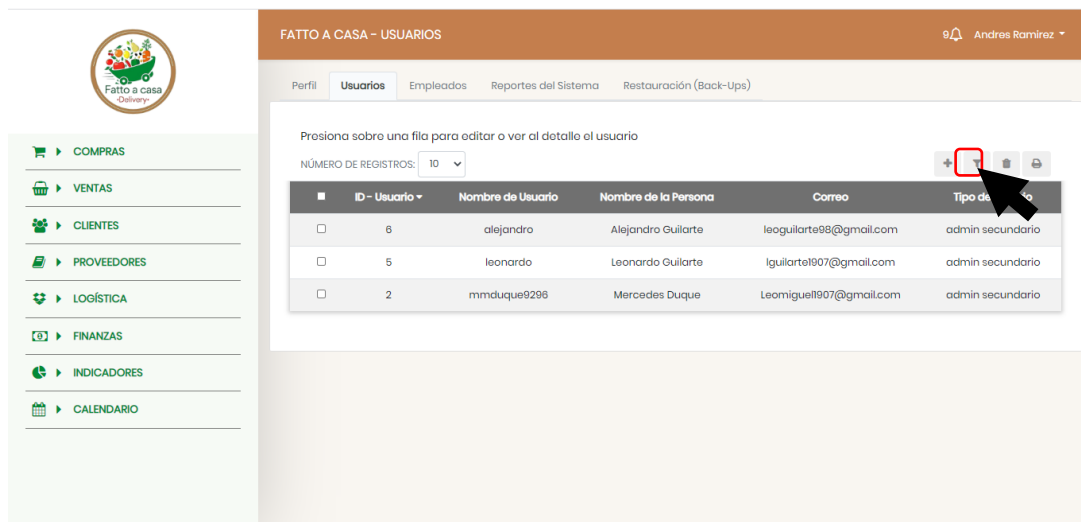 Fatto a casa
-Delivery-
FATTO A CASA - USUARIOS
9 Andres Ramirez
Perfil Usuarios Empleados Reportes del Sistema Restauración (Back-Ups)
COMPRAS
VENTAS
CLIENTES
PROVEEDORES
LOGÍSTICA
FINANZAS
INDICADORES
CALENDARIO
Presiona sobre una fila para editar o ver al detalle el usuario
NÚMERO DE REGISTROS: 10
ID - Usuario Nombre de Usuario Nombre de la Persona Correo Tipo de
6 alejandro Alejandro Guilarte leoguilarte98@gmail.com admin secundario
5 leonardo Leonardo Guilarte lguilarte1907@gmail.com admin secundario
2 mmduque9296 Mercedes Duque Leomiguel1907@gmail.com admin secundario